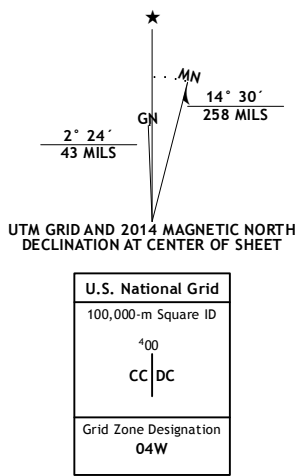 ★
MN
GN
14° 30´
258 MILS
2° 24´
43 MILS
UTM GRID AND 2014 MAGNETIC NORTH
DECLINATION AT CENTER OF SHEET
U.S. National Grid
100,000-m Square ID
⁴00
CC DC
Grid Zone Designation
04W